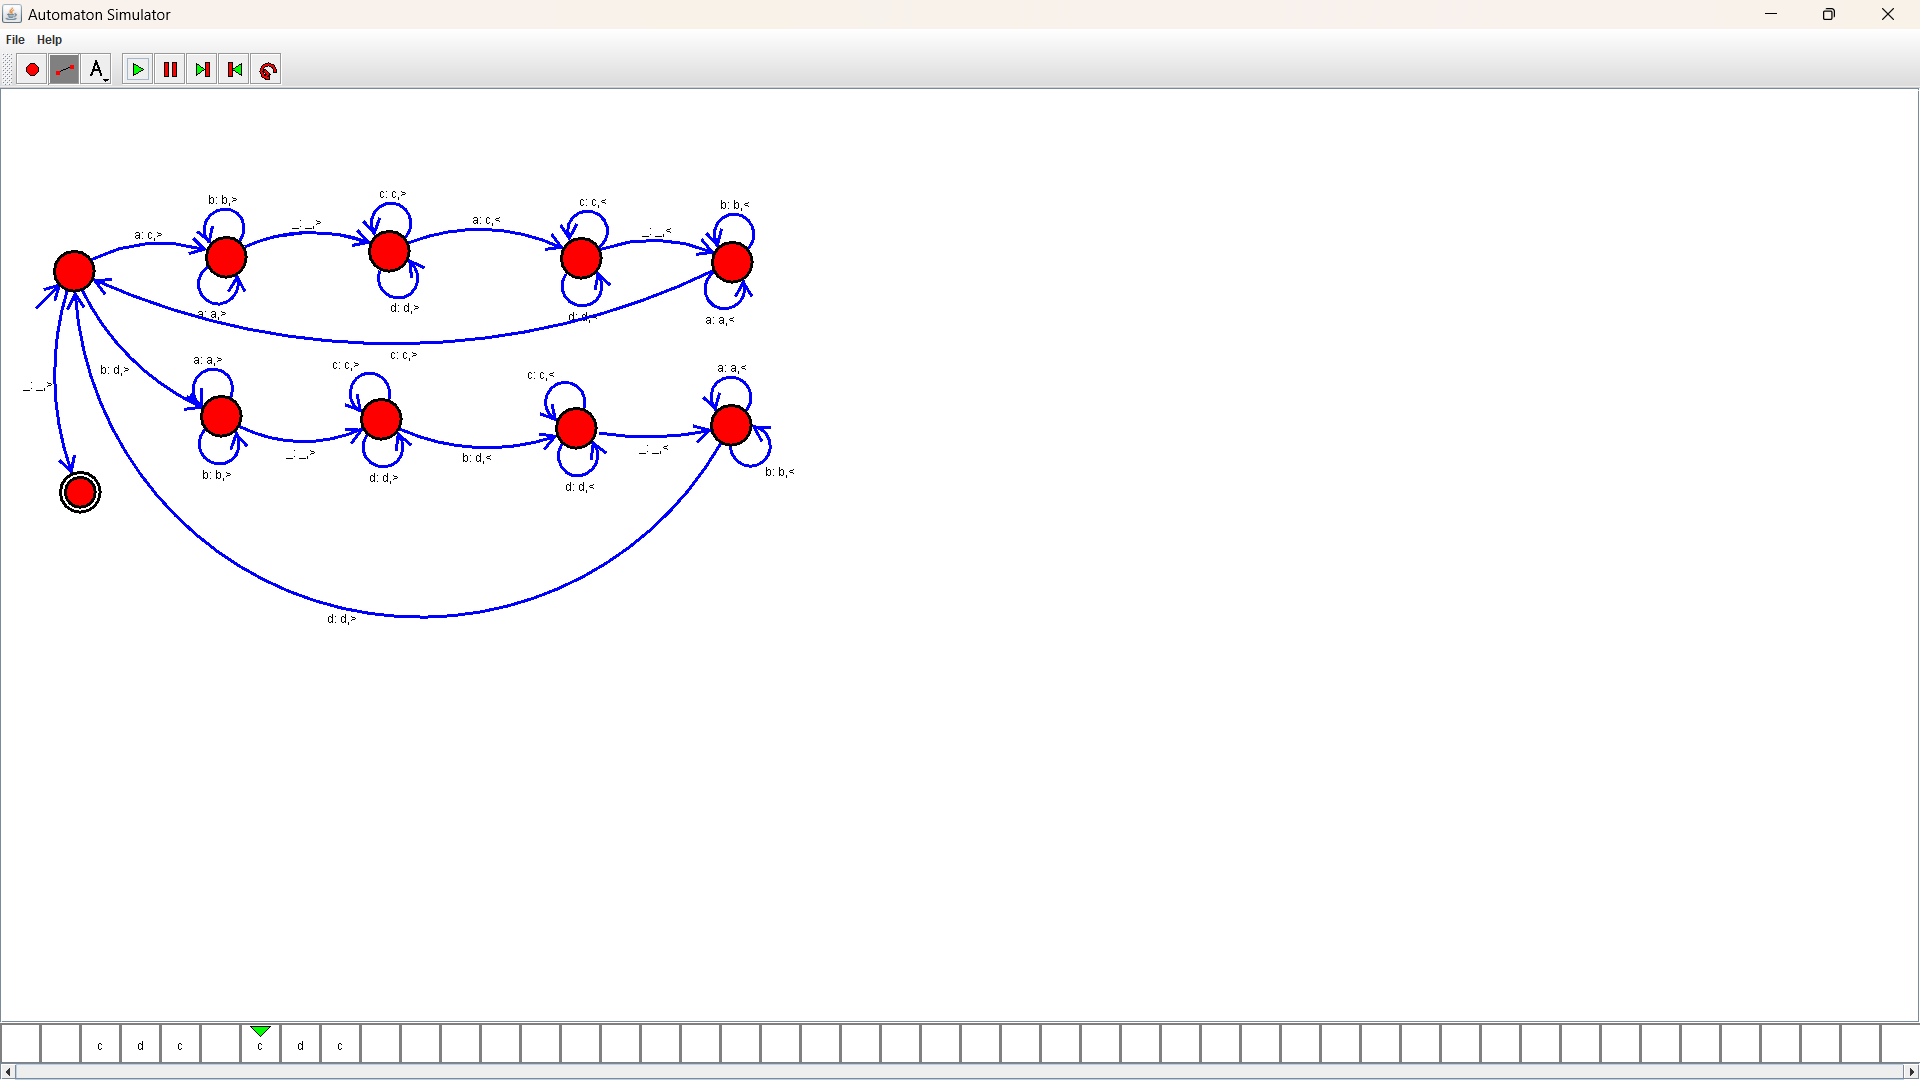 Automaton Simulator
File Help
A
c: c,>
b: b,> c: c,< b: b,<
a: c,> _: _,> a: c,< _: _,<
a: a,> d: d,> d: d,< a: a,<
c: c,>
a: a,> c: c,> c: c,< a: a,<
_: _,> b: d,>
_: _,> b: d,< _: _,<
b: b,> d: d,> d: d,< b: b,<
d: d,>
c d c c d c